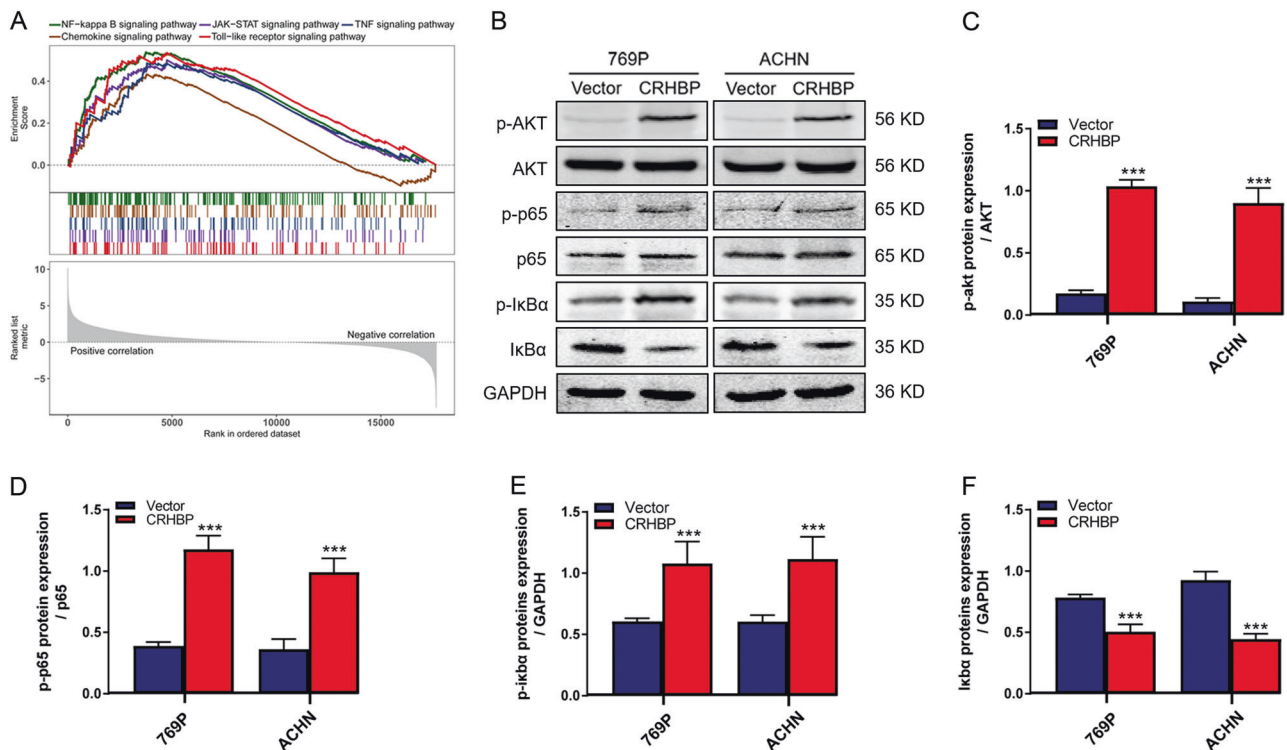 A
NF-kappa B signaling pathway JAK-STAT signaling pathway TNF signaling pathway
Chemokine signaling pathway Toll-like receptor signaling pathway
Enrichment
Score
0.4
0.2
0.0
Ranked list
metric
10
5
0
−5
Positive correlation
Negative correlation
0 5000 10000 15000
Rank in ordered dataset
B
769P ACHN
Vector CRHBP Vector CRHBP
p-AKT 56 KD
AKT 56 KD
p-p65 65 KD
p65 65 KD
p-IκBα 35 KD
IκBα 35 KD
GAPDH 36 KD
C
p-akt protein expression
/ AKT
Vector
CRHBP
1.5
1.0
0.5
0.0
***
***
769P
ACHN
D
p-p65 protein expression
/ p65
Vector
CRHBP
1.5
1.0
0.5
0.0
***
***
769P
ACHN
E
p-iκbα proteins expression
/ GAPDH
Vector
CRHBP
1.5
1.0
0.5
0.0
***
***
769P
ACHN
F
Iκbα proteins expression
/ GAPDH
Vector
CRHBP
1.5
1.0
0.5
0.0
***
***
769P
ACHN